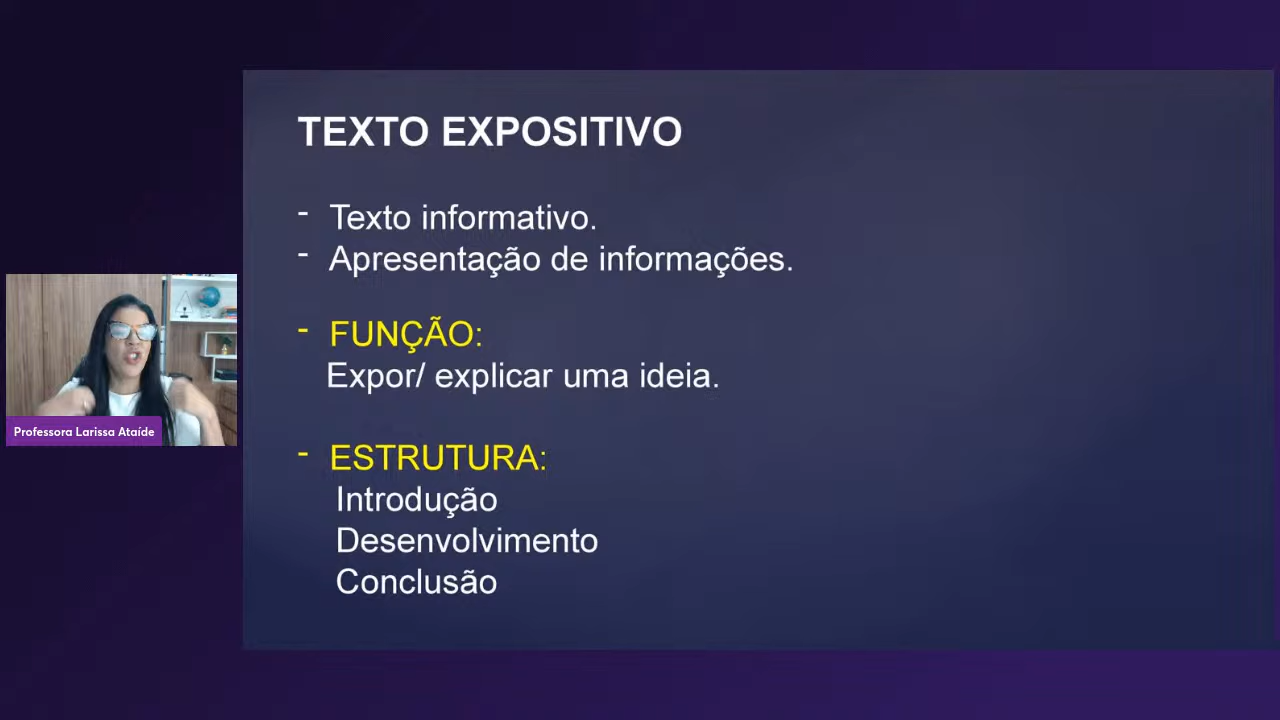 TEXTO EXPOSITIVO
- Texto informativo.
- Apresentação de informações.
- FUNÇÃO:
Expor/ explicar uma ideia.
- ESTRUTURA:
Introdução
Desenvolvimento
Conclusão
Professora Larissa Ataíde